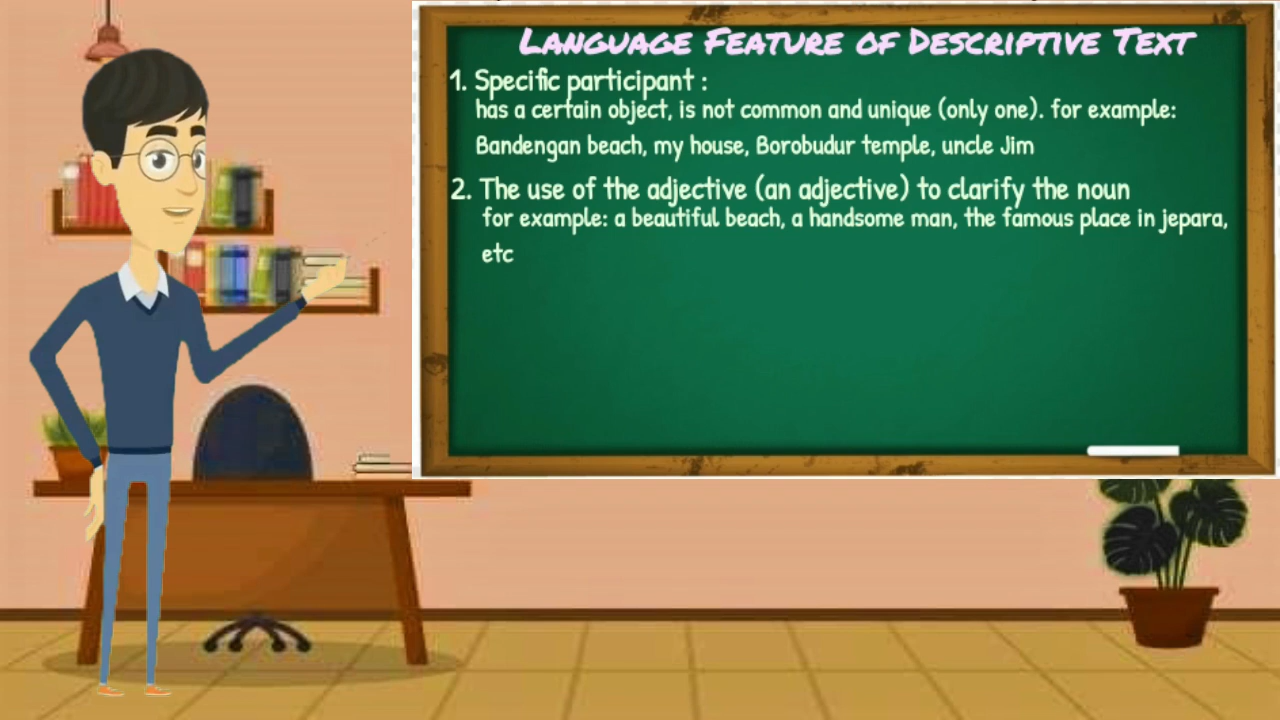 Language Feature of Descriptive Text
1. Specific participant :
has a certain object, is not common and unique (only one). for example:
Bandengan beach, my house, Borobudur temple, uncle Jim
2. The use of the adjective (an adjective) to clarify the noun
for example: a beautiful beach, a handsome man, the famous place in jepara,
etc